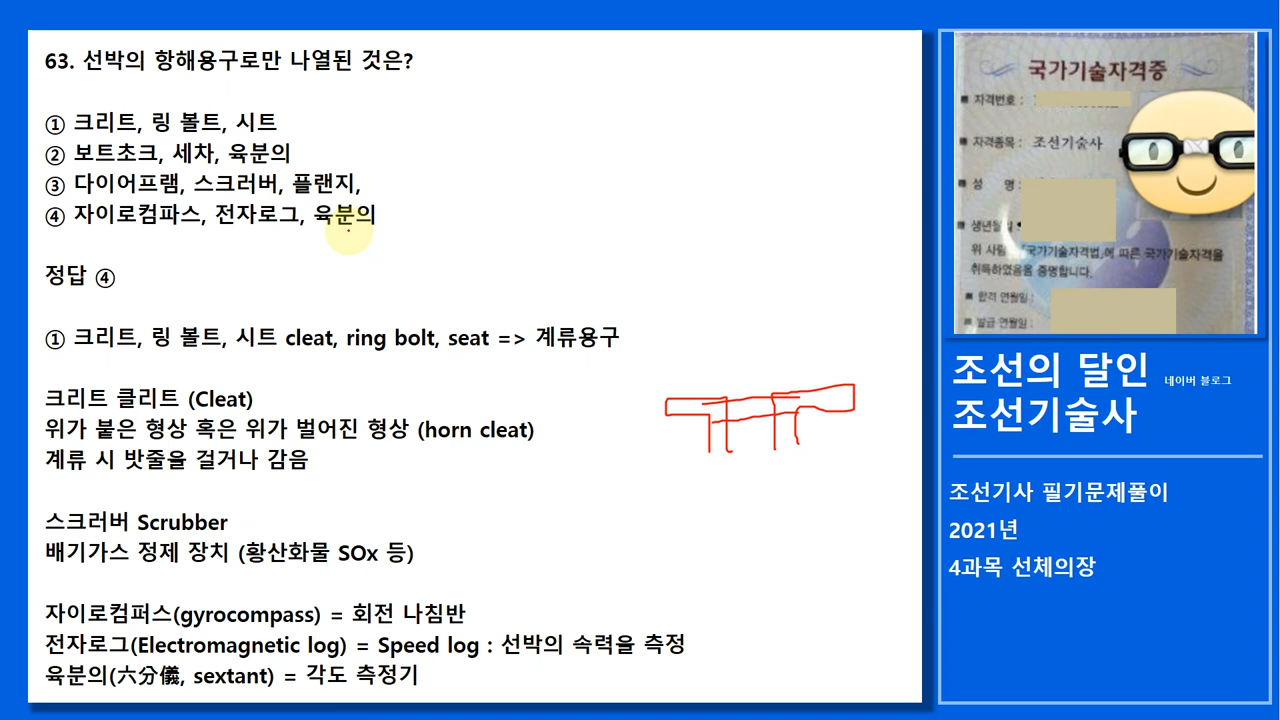 63. 선박의 항해용구로만 나열된 것은?
① 크리트, 링 볼트, 시트
② 보트초크, 세차, 육분의
③ 다이어프램, 스크러버, 플랜지,
④ 자이로컴파스, 전자로그, 육분의
정답 ④
① 크리트, 링 볼트, 시트 cleat, ring bolt, seat => 계류용구
크리트 클리트 (Cleat)
위가 붙은 형상 혹은 위가 벌어진 형상 (horn cleat)
계류 시 밧줄을 걸거나 감음
스크러버 Scrubber
배기가스 정제 장치 (황산화물 SOx 등)
자이로컴퍼스(gyrocompass) = 회전 나침반
전자로그(Electromagnetic log) = Speed log : 선박의 속력을 측정
육분의(六分儀, sextant) = 각도 측정기
국가기술자격증
자격번호 :
자격종목 : 조선기술사
성 명 :
생년월일
위 사람 「국가기술자격법」에 따른 국가기술자격을
취득하였음을 증명합니다.
합격 연월일 :
발급 연월일 :
조선의 달인 네이버 블로그
조선기술사
조선기사 필기문제풀이
2021년
4과목 선체의장